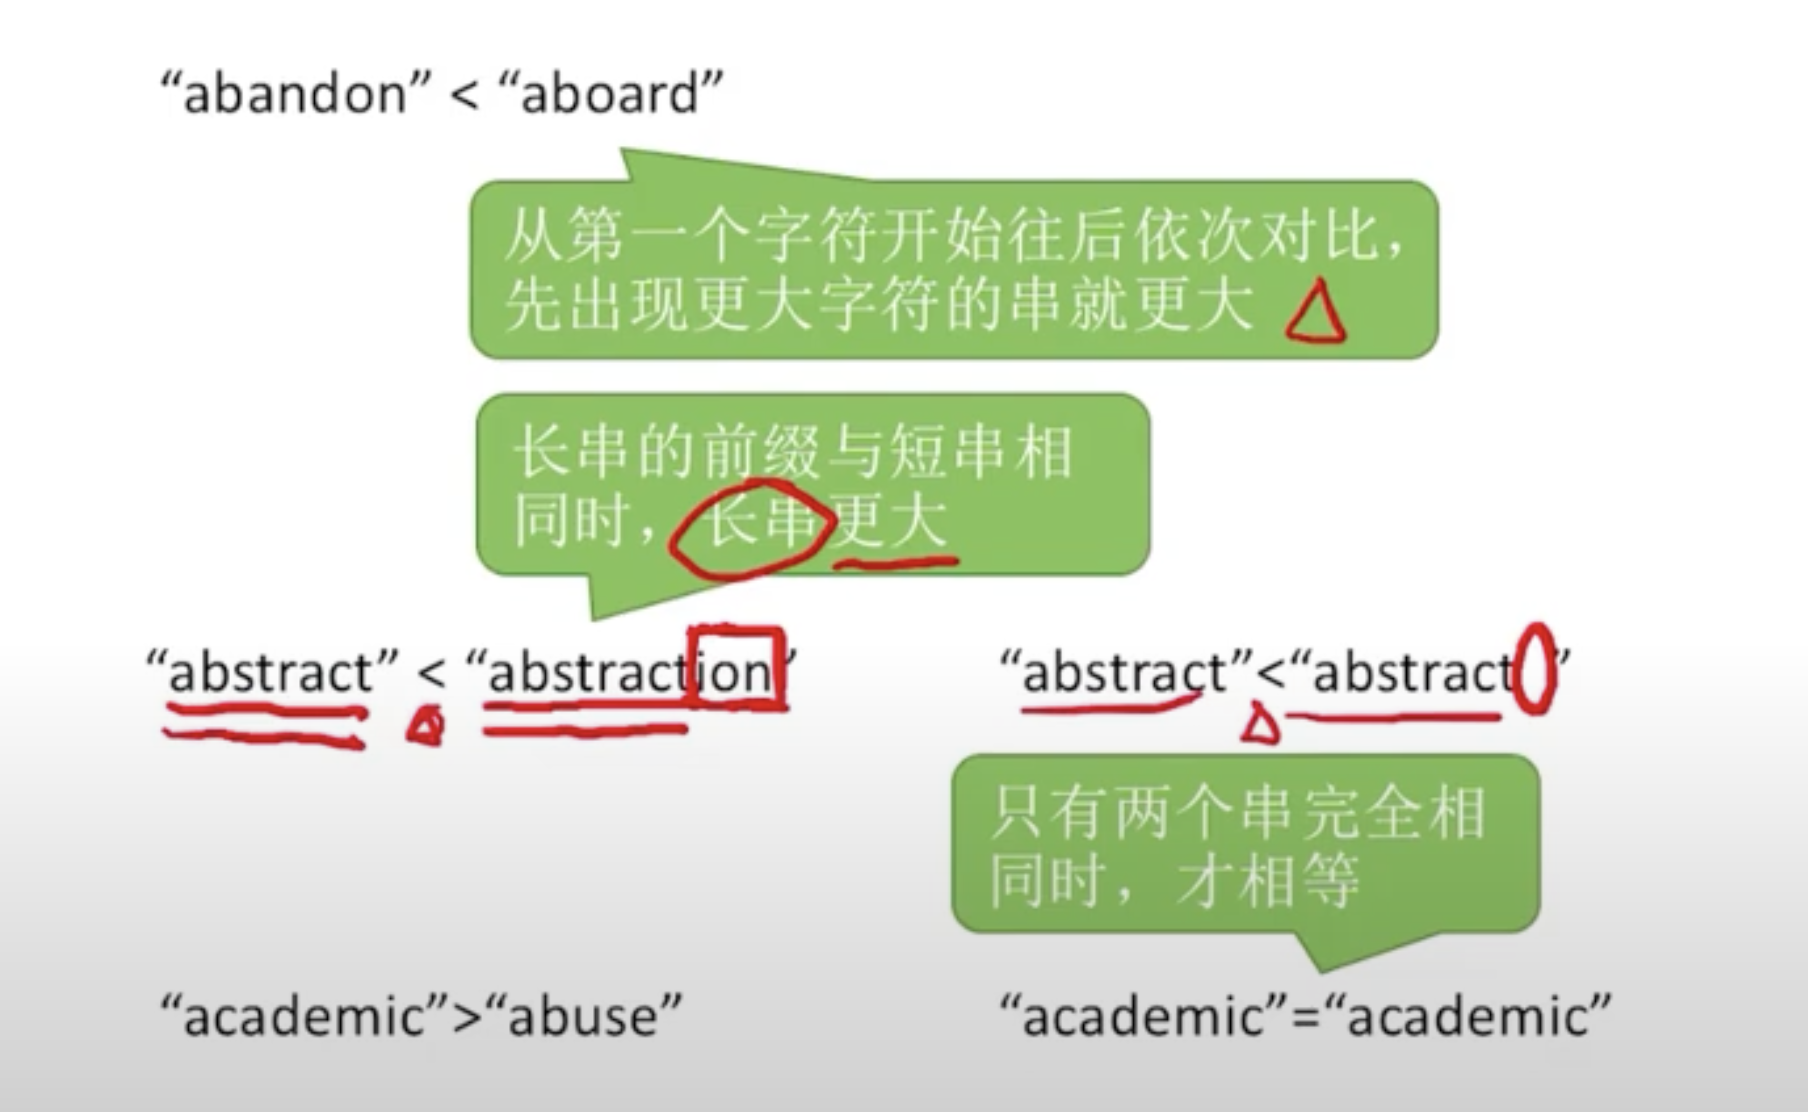 “abandon” < “aboard”
从第一个字符开始往后依次对比，
先出现更大字符的串就更大
长串的前缀与短串相
同时，长串更大
“abstract” < “abstraction”
“abstract”<“abstract ”
只有两个串完全相
同时，才相等
“academic”>“abuse”
“academic”=“academic”